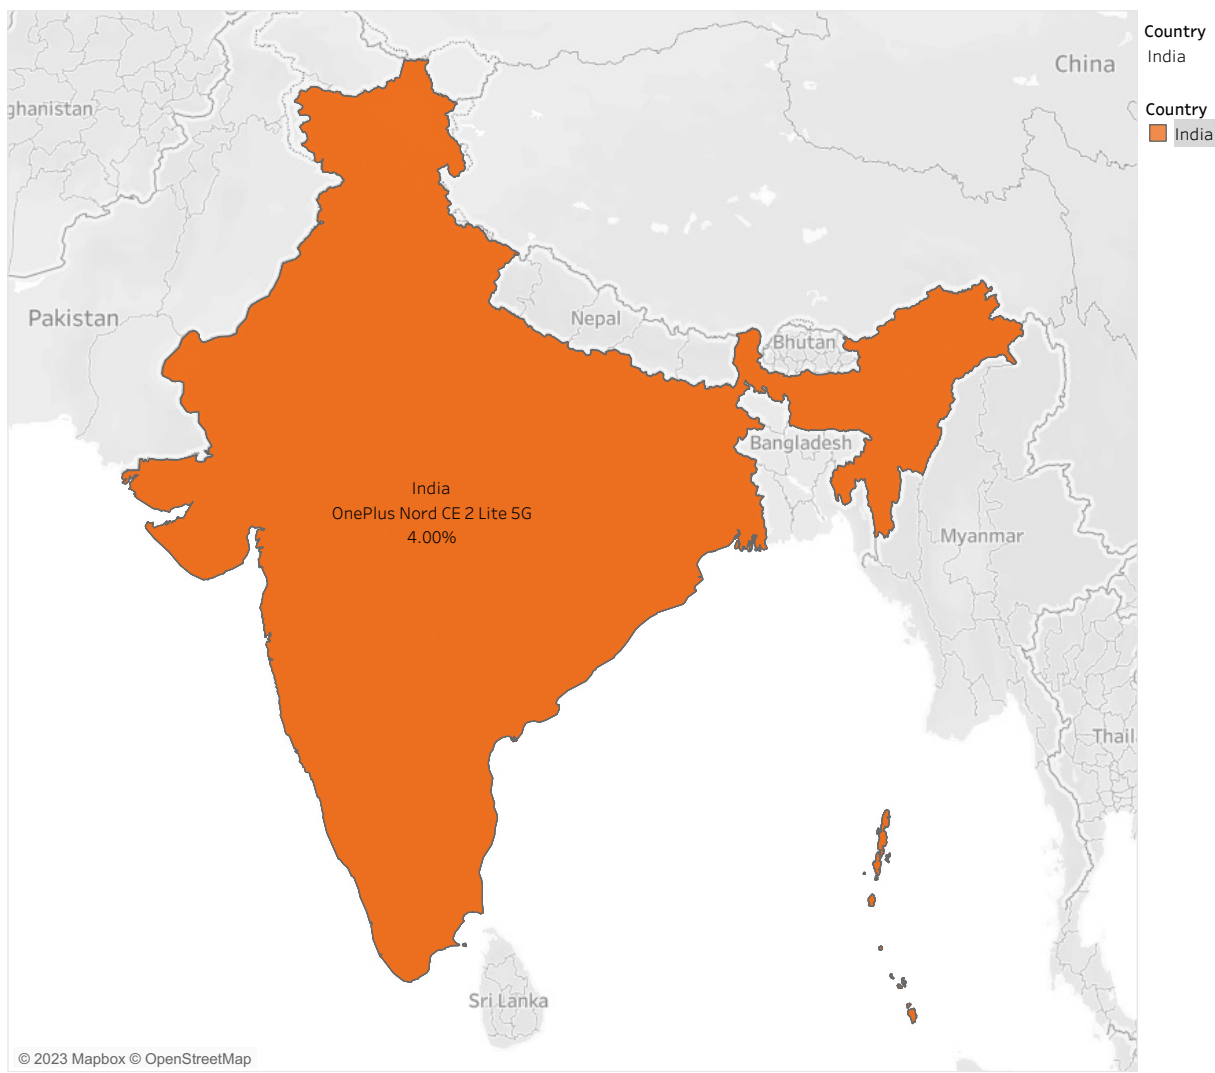 China
Country
India
ghanistan
Country
India
Pakistan
Nepal
Bhutan
Bangladesh
India
OnePlus Nord CE 2 Lite 5G
4.00%
Myanmar
Thail
Sri Lanka
© 2023 Mapbox © OpenStreetMap